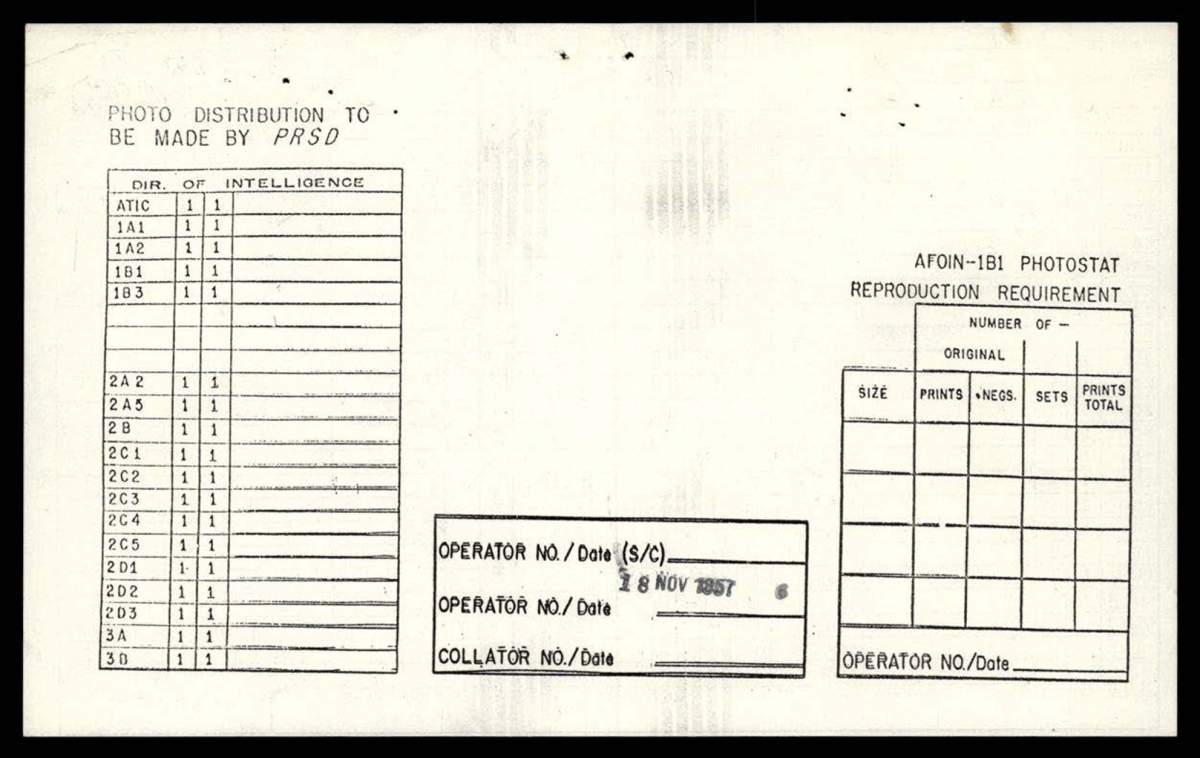 PHOTO DISTRIBUTION TO
BE MADE BY PRSD
DIR. OF INTELLIGENCE
ATIC 1 1
1A1 1 1
1A2 1 1
1B1 1 1
1B3 1 1
2A2 1 1
2A5 1 1
2B 1 1
2C1 1 1
2C2 1 1
2C3 1 1
2C4 1 1
2C5 1 1
2D1 1 1
2D2 1 1
2D3 1 1
3A 1 1
3D 1 1
OPERATOR NO./Date (S/C)
18 NOV 1957 6
OPERATOR NO./Date
COLLATOR NO./Date
AFOIN-1B1 PHOTOSTAT
REPRODUCTION REQUIREMENT
NUMBER OF -
ORIGINAL
SIZE PRINTS NEGS. SETS PRINTS TOTAL
OPERATOR NO./Date